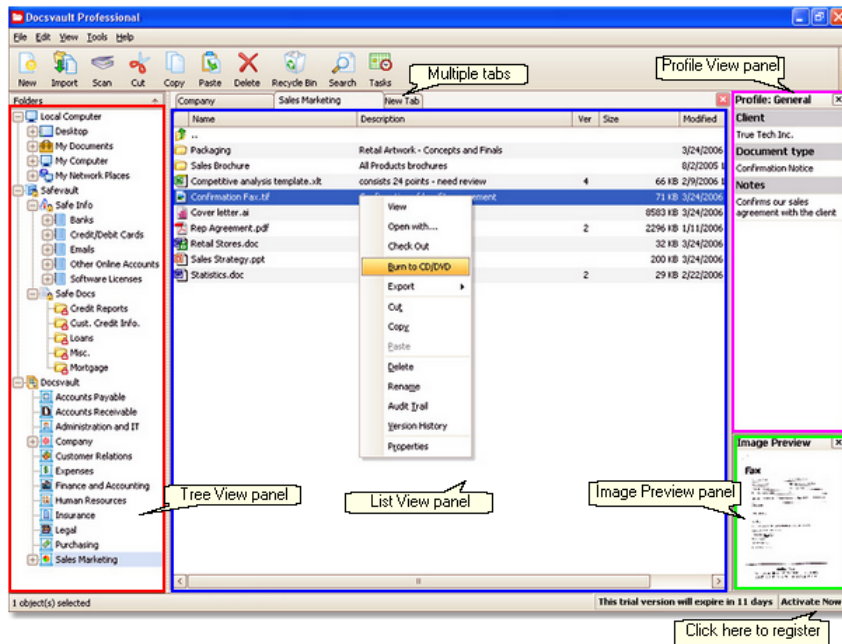 Docsvault Professional
File Edit View Tools Help
New Import Scan Cut Copy Paste Delete Recycle Bin Search Tasks
Multiple tabs
Profile View panel
Folders
Company Sales Marketing New Tab
Profile: General
Name Description Ver Size Modified
Local Computer
Desktop
My Documents
My Computer
My Network Places
Safevault
Safe Info
Banks
Credit/Debit Cards
Emails
Other Online Accounts
Software Licenses
Safe Docs
Credit Reports
Cust. Credit Info.
Loans
Misc.
Mortgage
Docsvault
Accounts Payable
Accounts Receivable
Administration and IT
Company
Customer Relations
Expenses
Finance and Accounting
Human Resources
Insurance
Legal
Purchasing
Sales Marketing
Tree View panel
..
Packaging Retail Artwork - Concepts and Finals 3/24/2006
Sales Brochure All Products brochures 8/2/2005
Competitive analysis template.xlt consists 24 points - need review 4 66 KB 2/9/2006
Confirmation Fax.tif 71 KB 3/24/2006
Cover letter.ai 8583 KB 3/24/2006
Rep Agreement.pdf 2 2296 KB 1/11/2006
Retail Stores.doc 32 KB 3/24/2006
Sales Strategy.ppt 200 KB 3/24/2006
Statistics.doc 2 29 KB 2/22/2006
View
Open with...
Check Out
Burn to CD/DVD
Export
Cut
Copy
Paste
Delete
Rename
Audit Trail
Version History
Properties
List View panel
Client
True Tech Inc.
Document type
Confirmation Notice
Notes
Confirms our sales
agreement with the client
Image Preview
Fax
Image Preview panel
1 object(s) selected
This trial version will expire in 11 days Activate Now
Click here to register